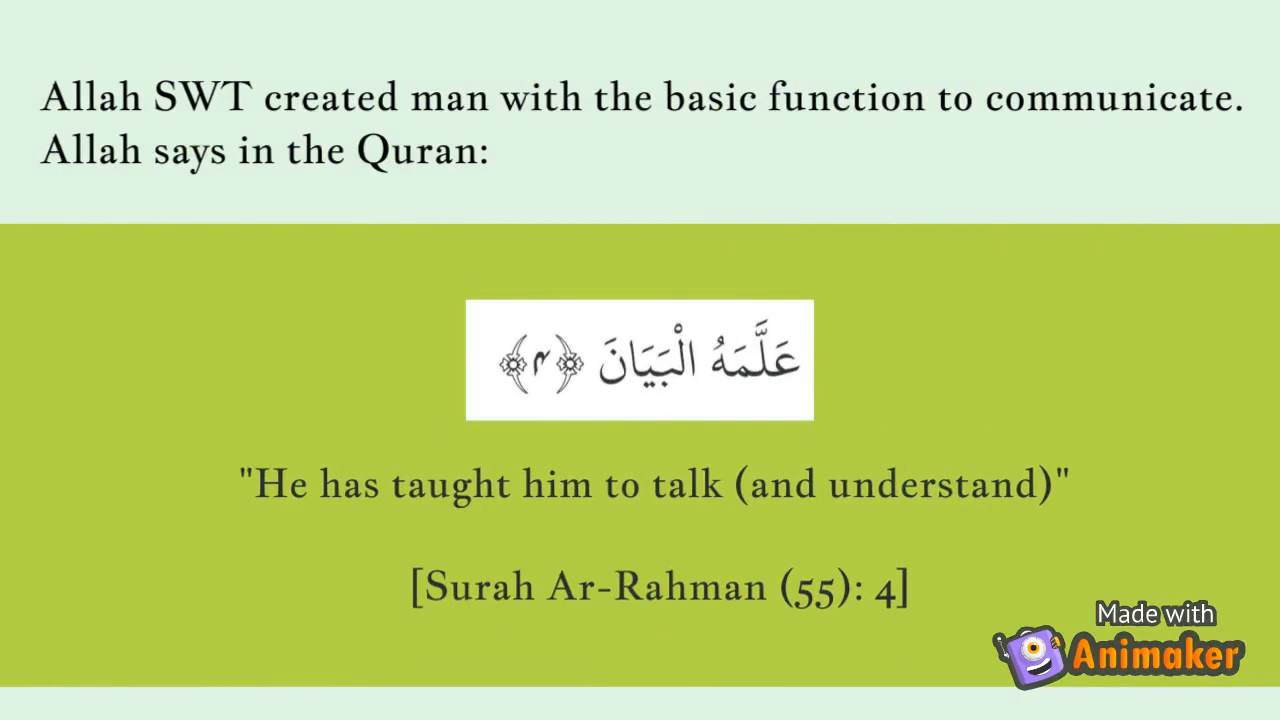 Allah SWT created man with the basic function to communicate.
Allah says in the Quran:
عَلَّمَهُ الْبَيَانَ ﴿۴﴾
"He has taught him to talk (and understand)"
[Surah Ar-Rahman (55): 4]
Made with
Animaker